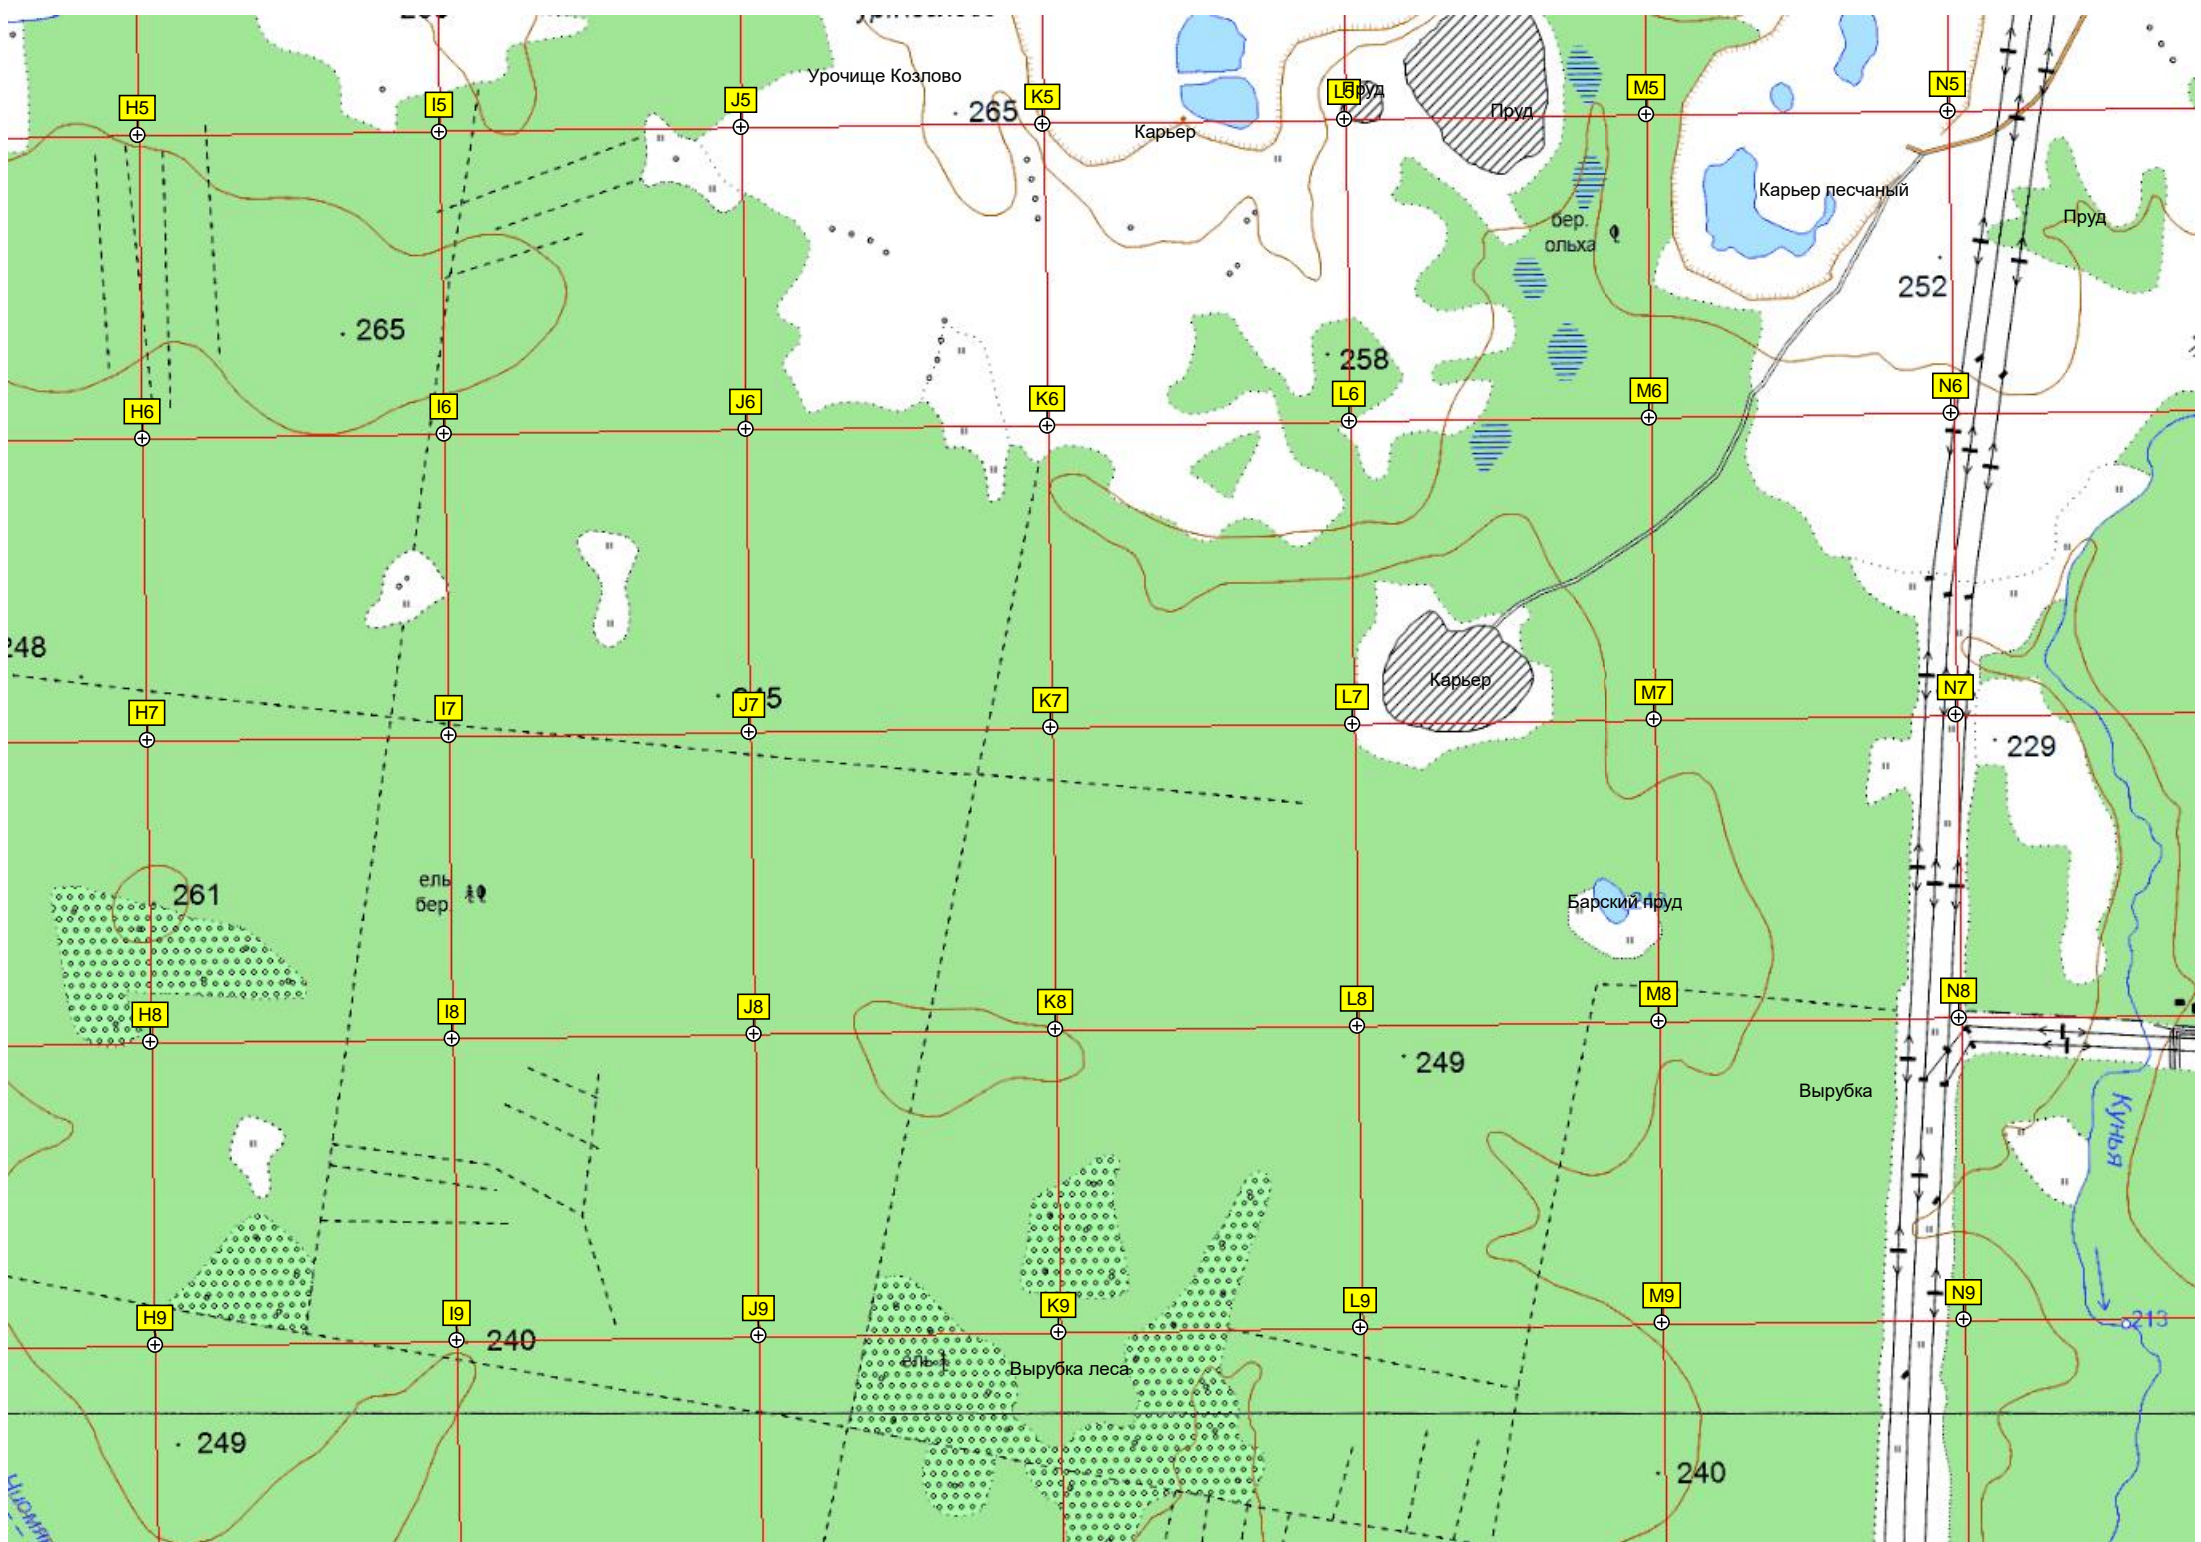 Урочище Козлово
H5
I5
J5
265
K5
Карьер
L5
Пруд
Пруд
M5
N5
Карьер песчаный
Пруд
бер.
ольха
252
265
258
H6
I6
J6
K6
L6
M6
N6
248
245
Карьер
H7
I7
J7
K7
L7
M7
N7
229
261
ель
бер.
Барский пруд
H8
I8
J8
K8
L8
M8
N8
249
Вырубка
Кунья
H9
I9
J9
K9
L9
M9
N9
240
213
ель
Вырубка леса
249
240